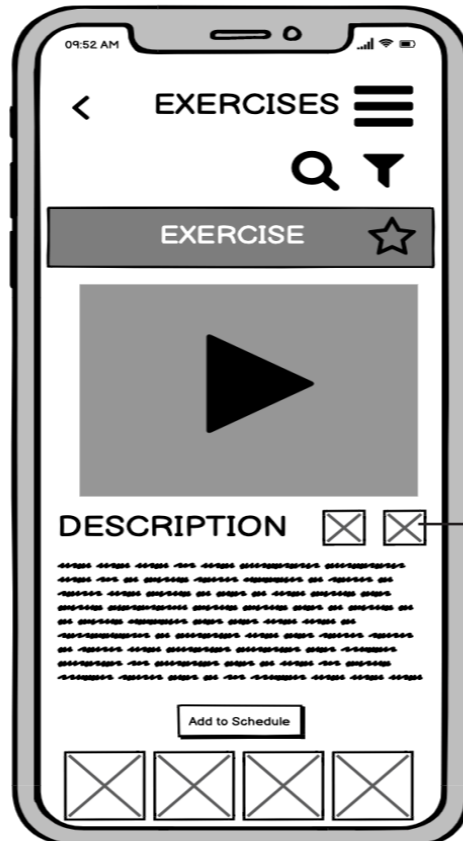 09:52 AM
EXERCISES
EXERCISE
DESCRIPTION
Add to Schedule